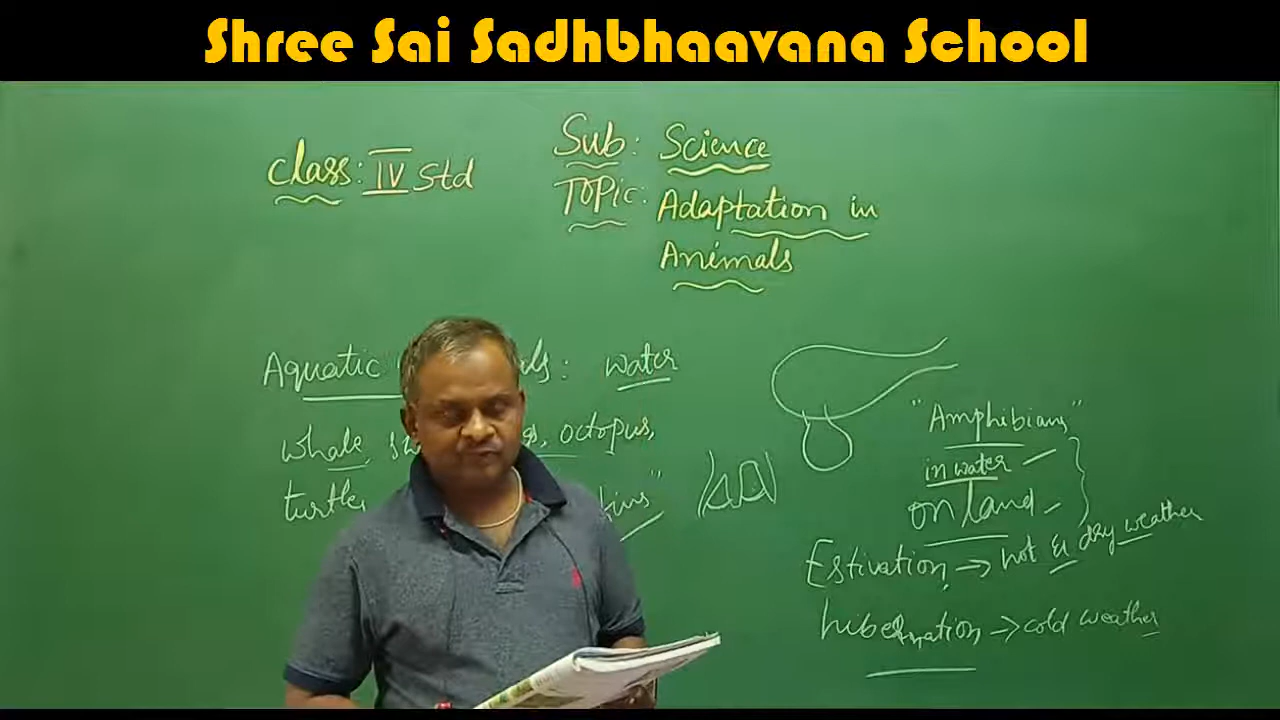 Shree Sai Sadhbhaavana School
Class: IV Std
Sub: Science
Topic: Adaptation in
Animals
Aquatic : water
whale, octopus,
turtle,
"Amphibians"
in water
on land
Estivation → hot & dry weather
hibernation → cold weather